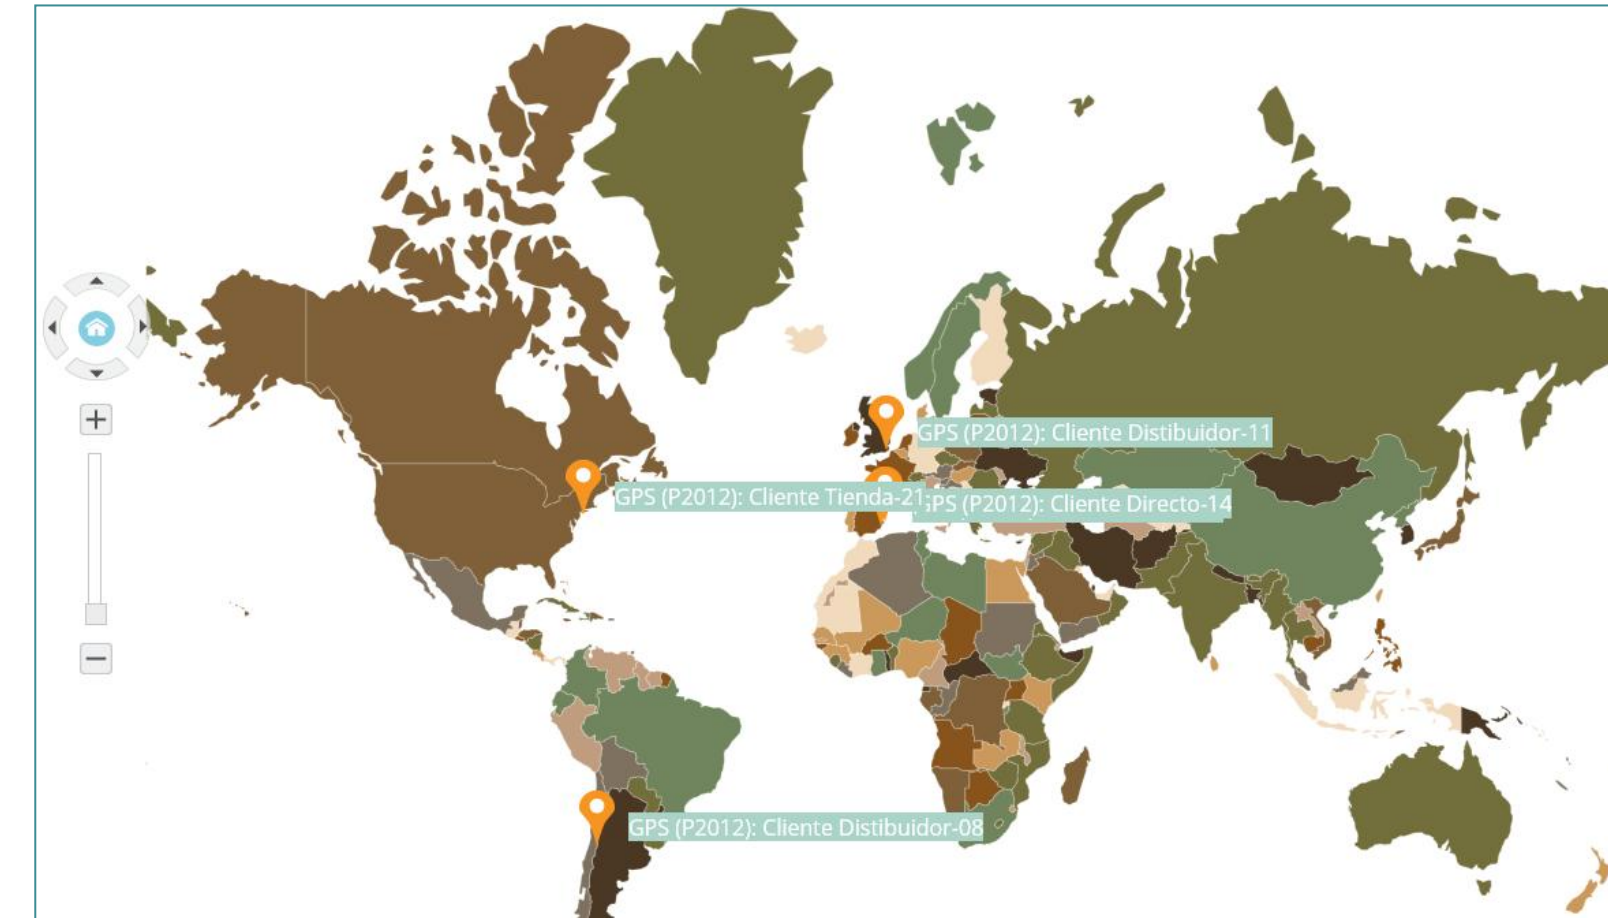 GPS (P2012): Cliente Distibuidor-11
GPS (P2012): Cliente Tienda-21
GPS (P2012): Cliente Directo-14
GPS (P2012): Cliente Distibuidor-08